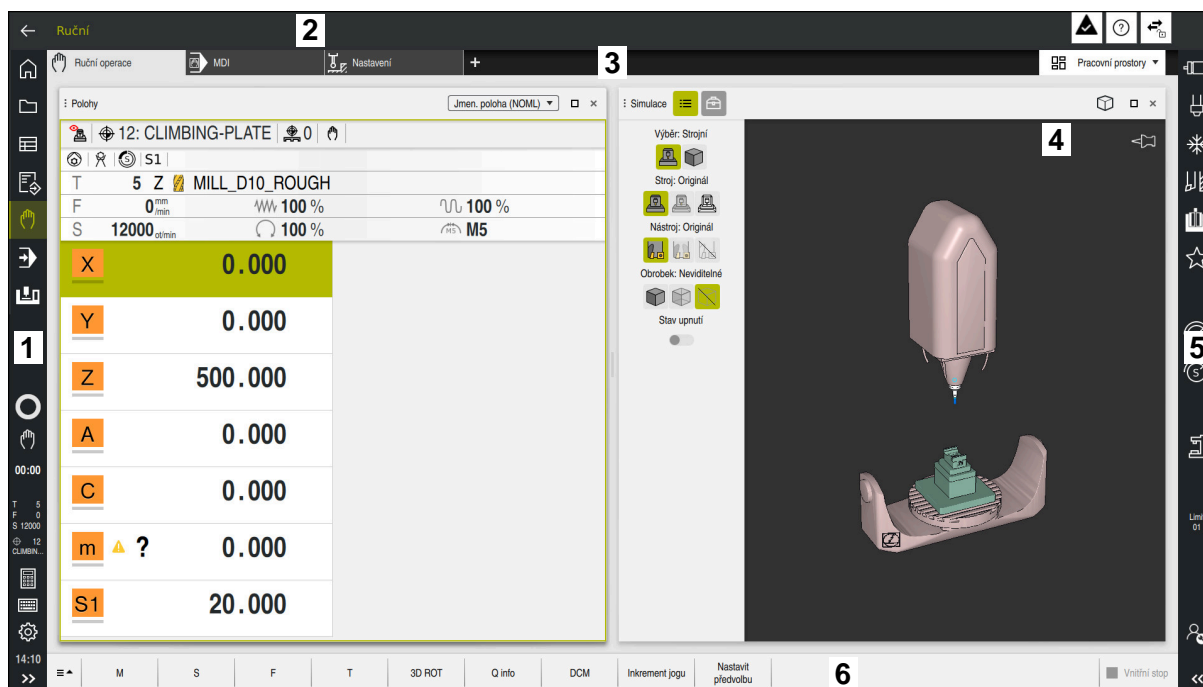 Ruční
2
Ruční operace
MDI
Nastavení
+
3
Pracovní prostory
Polohy
Jmen. poloha (NOML)
Simulace
4
12: CLIMBING-PLATE
0
S
S1
T 5 Z MILL_D10_ROUGH
F 0 mm/min 100 % 100 %
S 12000 ot/min 100 % MS M5
X 0.000
Y 0.000
Z 500.000
A 0.000
C 0.000
m ? 0.000
S1 20.000
Výběr: Strojní
Stroj: Originál
Nástroj: Originál
Obrobek: Neviditelné
Stav upnutí
1
00:00
T 5
F 0
S 12000
12
CLIMBIN...
14:10
5
S
Limit
01
M
S
F
T
3D ROT
Q info
DCM
Inkrement jogu
Nastavit předvolbu
6
Vnitřní stop